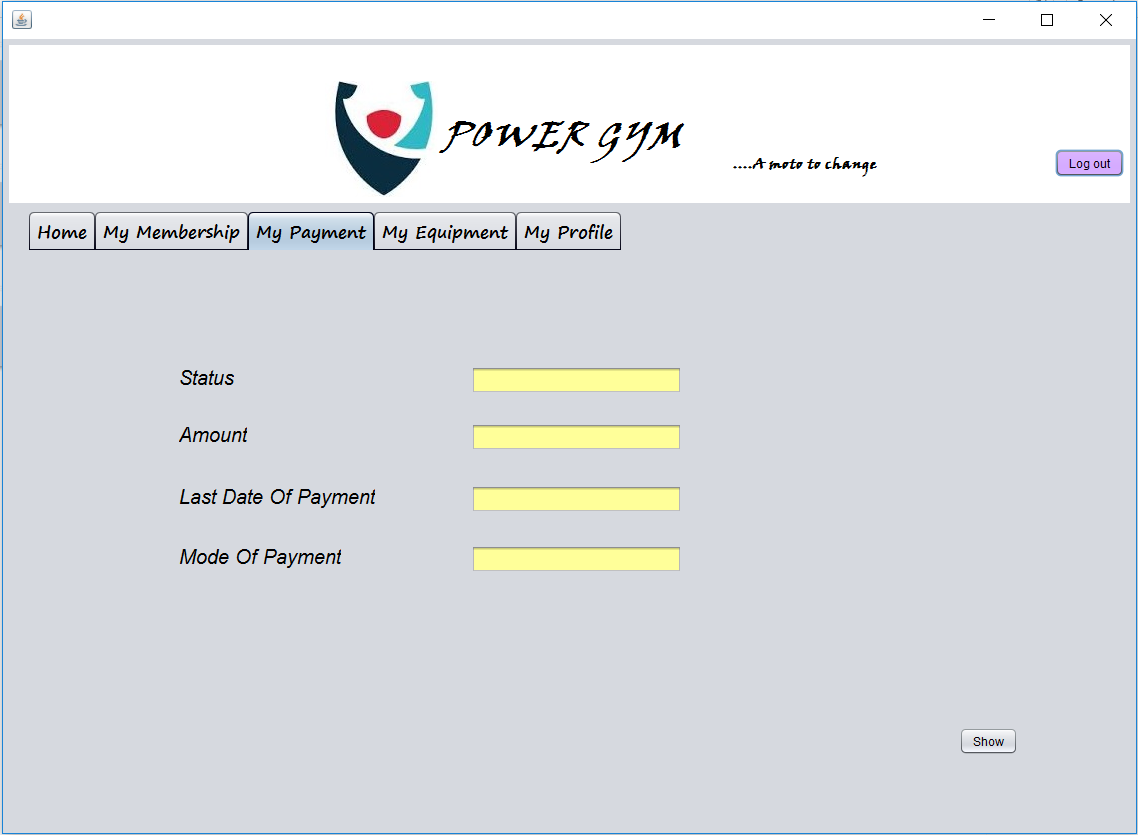 POWER GYM
....A moto to change
Log out
Home My Membership My Payment My Equipment My Profile
Status
Amount
Last Date Of Payment
Mode Of Payment
Show